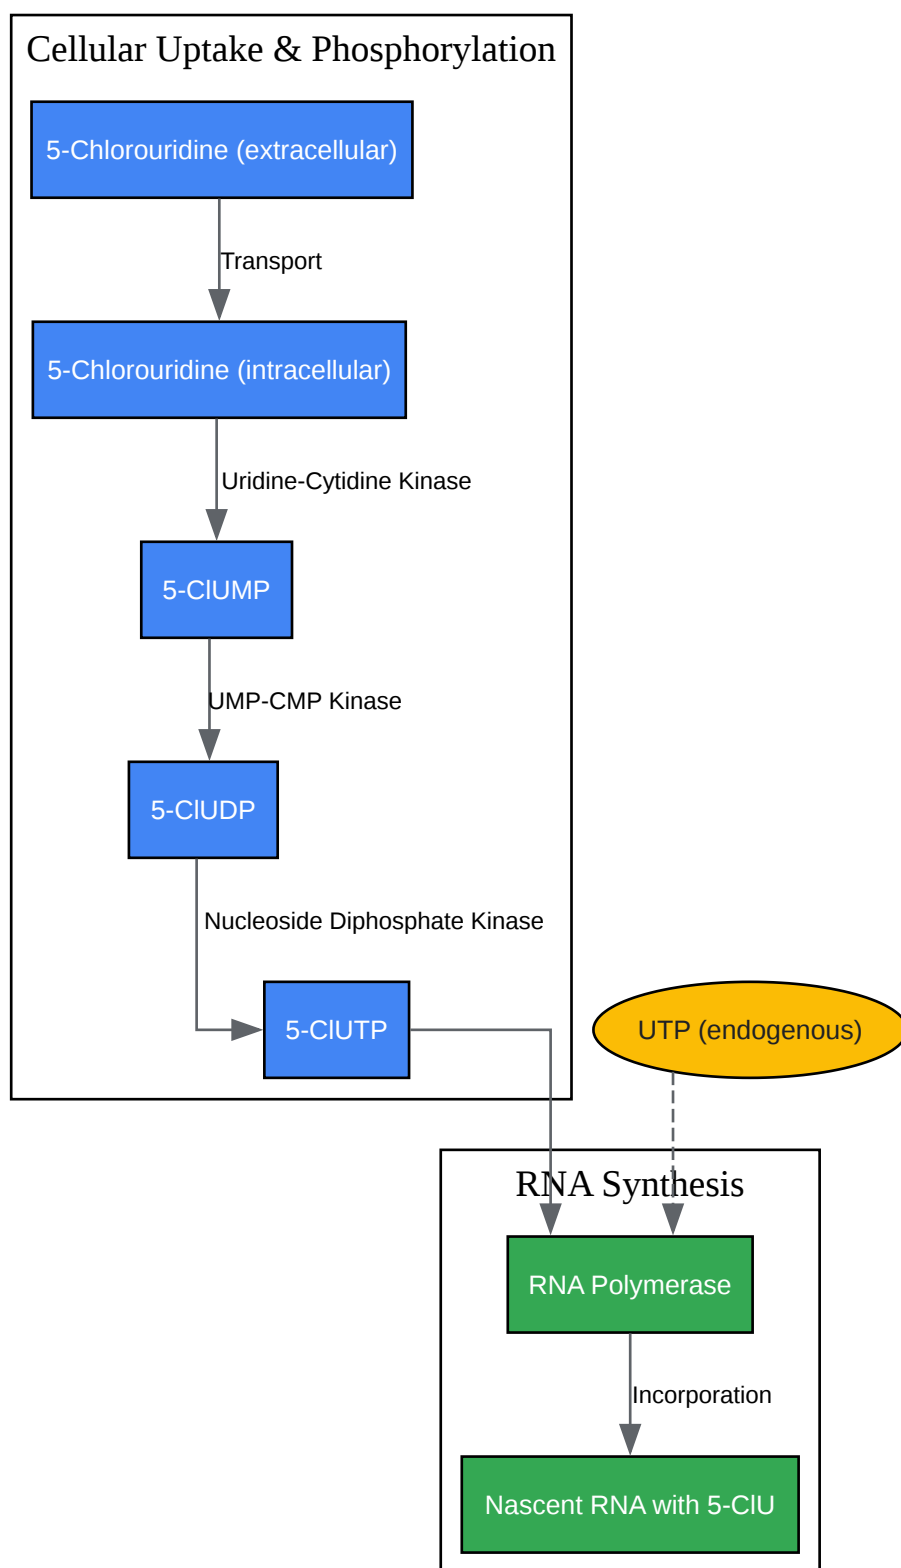 Cellular Uptake & Phosphorylation
5-Chlorouridine (extracellular)
Transport
5-Chlorouridine (intracellular)
Uridine-Cytidine Kinase
5-ClUMP
UMP-CMP Kinase
5-ClUDP
Nucleoside Diphosphate Kinase
5-ClUTP
UTP (endogenous)
RNA Synthesis
RNA Polymerase
Incorporation
Nascent RNA with 5-ClU